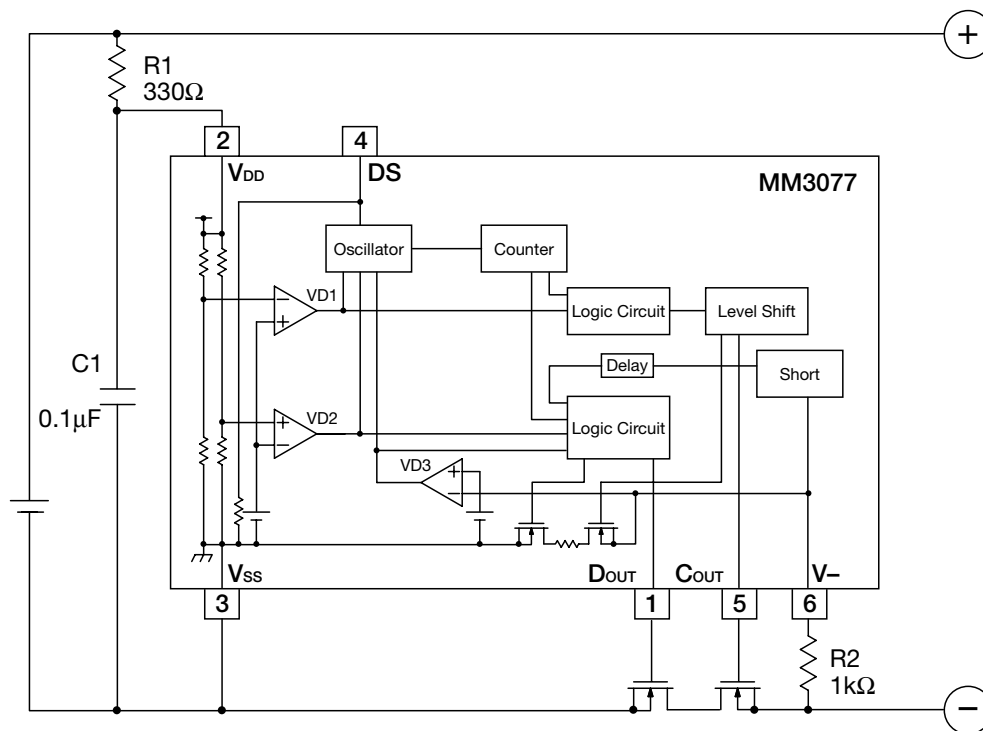 +
R1
330Ω
2
4
VDD
DS
MM3077
Oscillator
Counter
VD1
−
+
Logic Circuit
Level Shift
C1
0.1μF
Delay
Short
VD2
+
−
Logic Circuit
VD3
+
−
VSS
DOUT
COUT
V−
3
1
5
6
R2
1kΩ
−